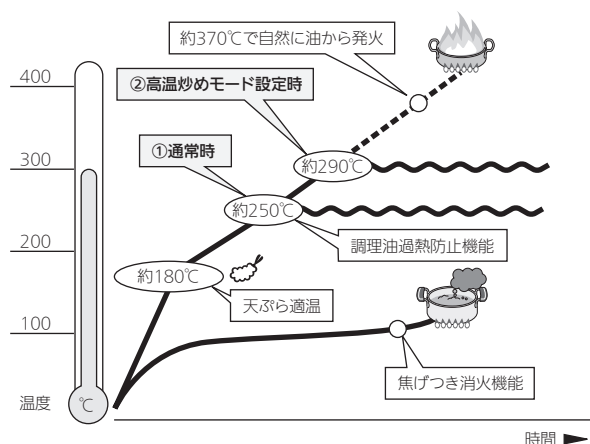 約370℃で自然に油から発火
400
②高温炒めモード設定時
①通常時
300
約290℃
約250℃
200
調理油過熱防止機能
約180℃
天ぷら適温
100
焦げつき消火機能
温度
℃
時間